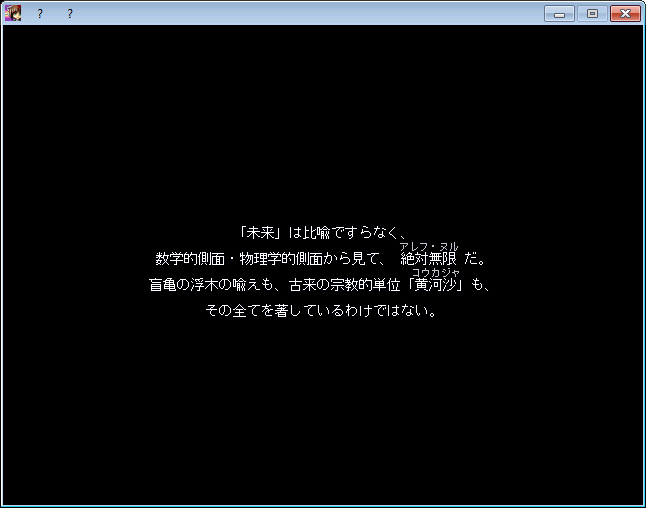 ? ?
「未来」は比喩ですらなく、
アレフ・ヌル
数学的側面・物理学的側面から見て、 絶対無限 だ。
コウカジャ
盲亀の浮木の喩えも、古来の宗教的単位「黄河沙」も、
その全てを著しているわけではない。